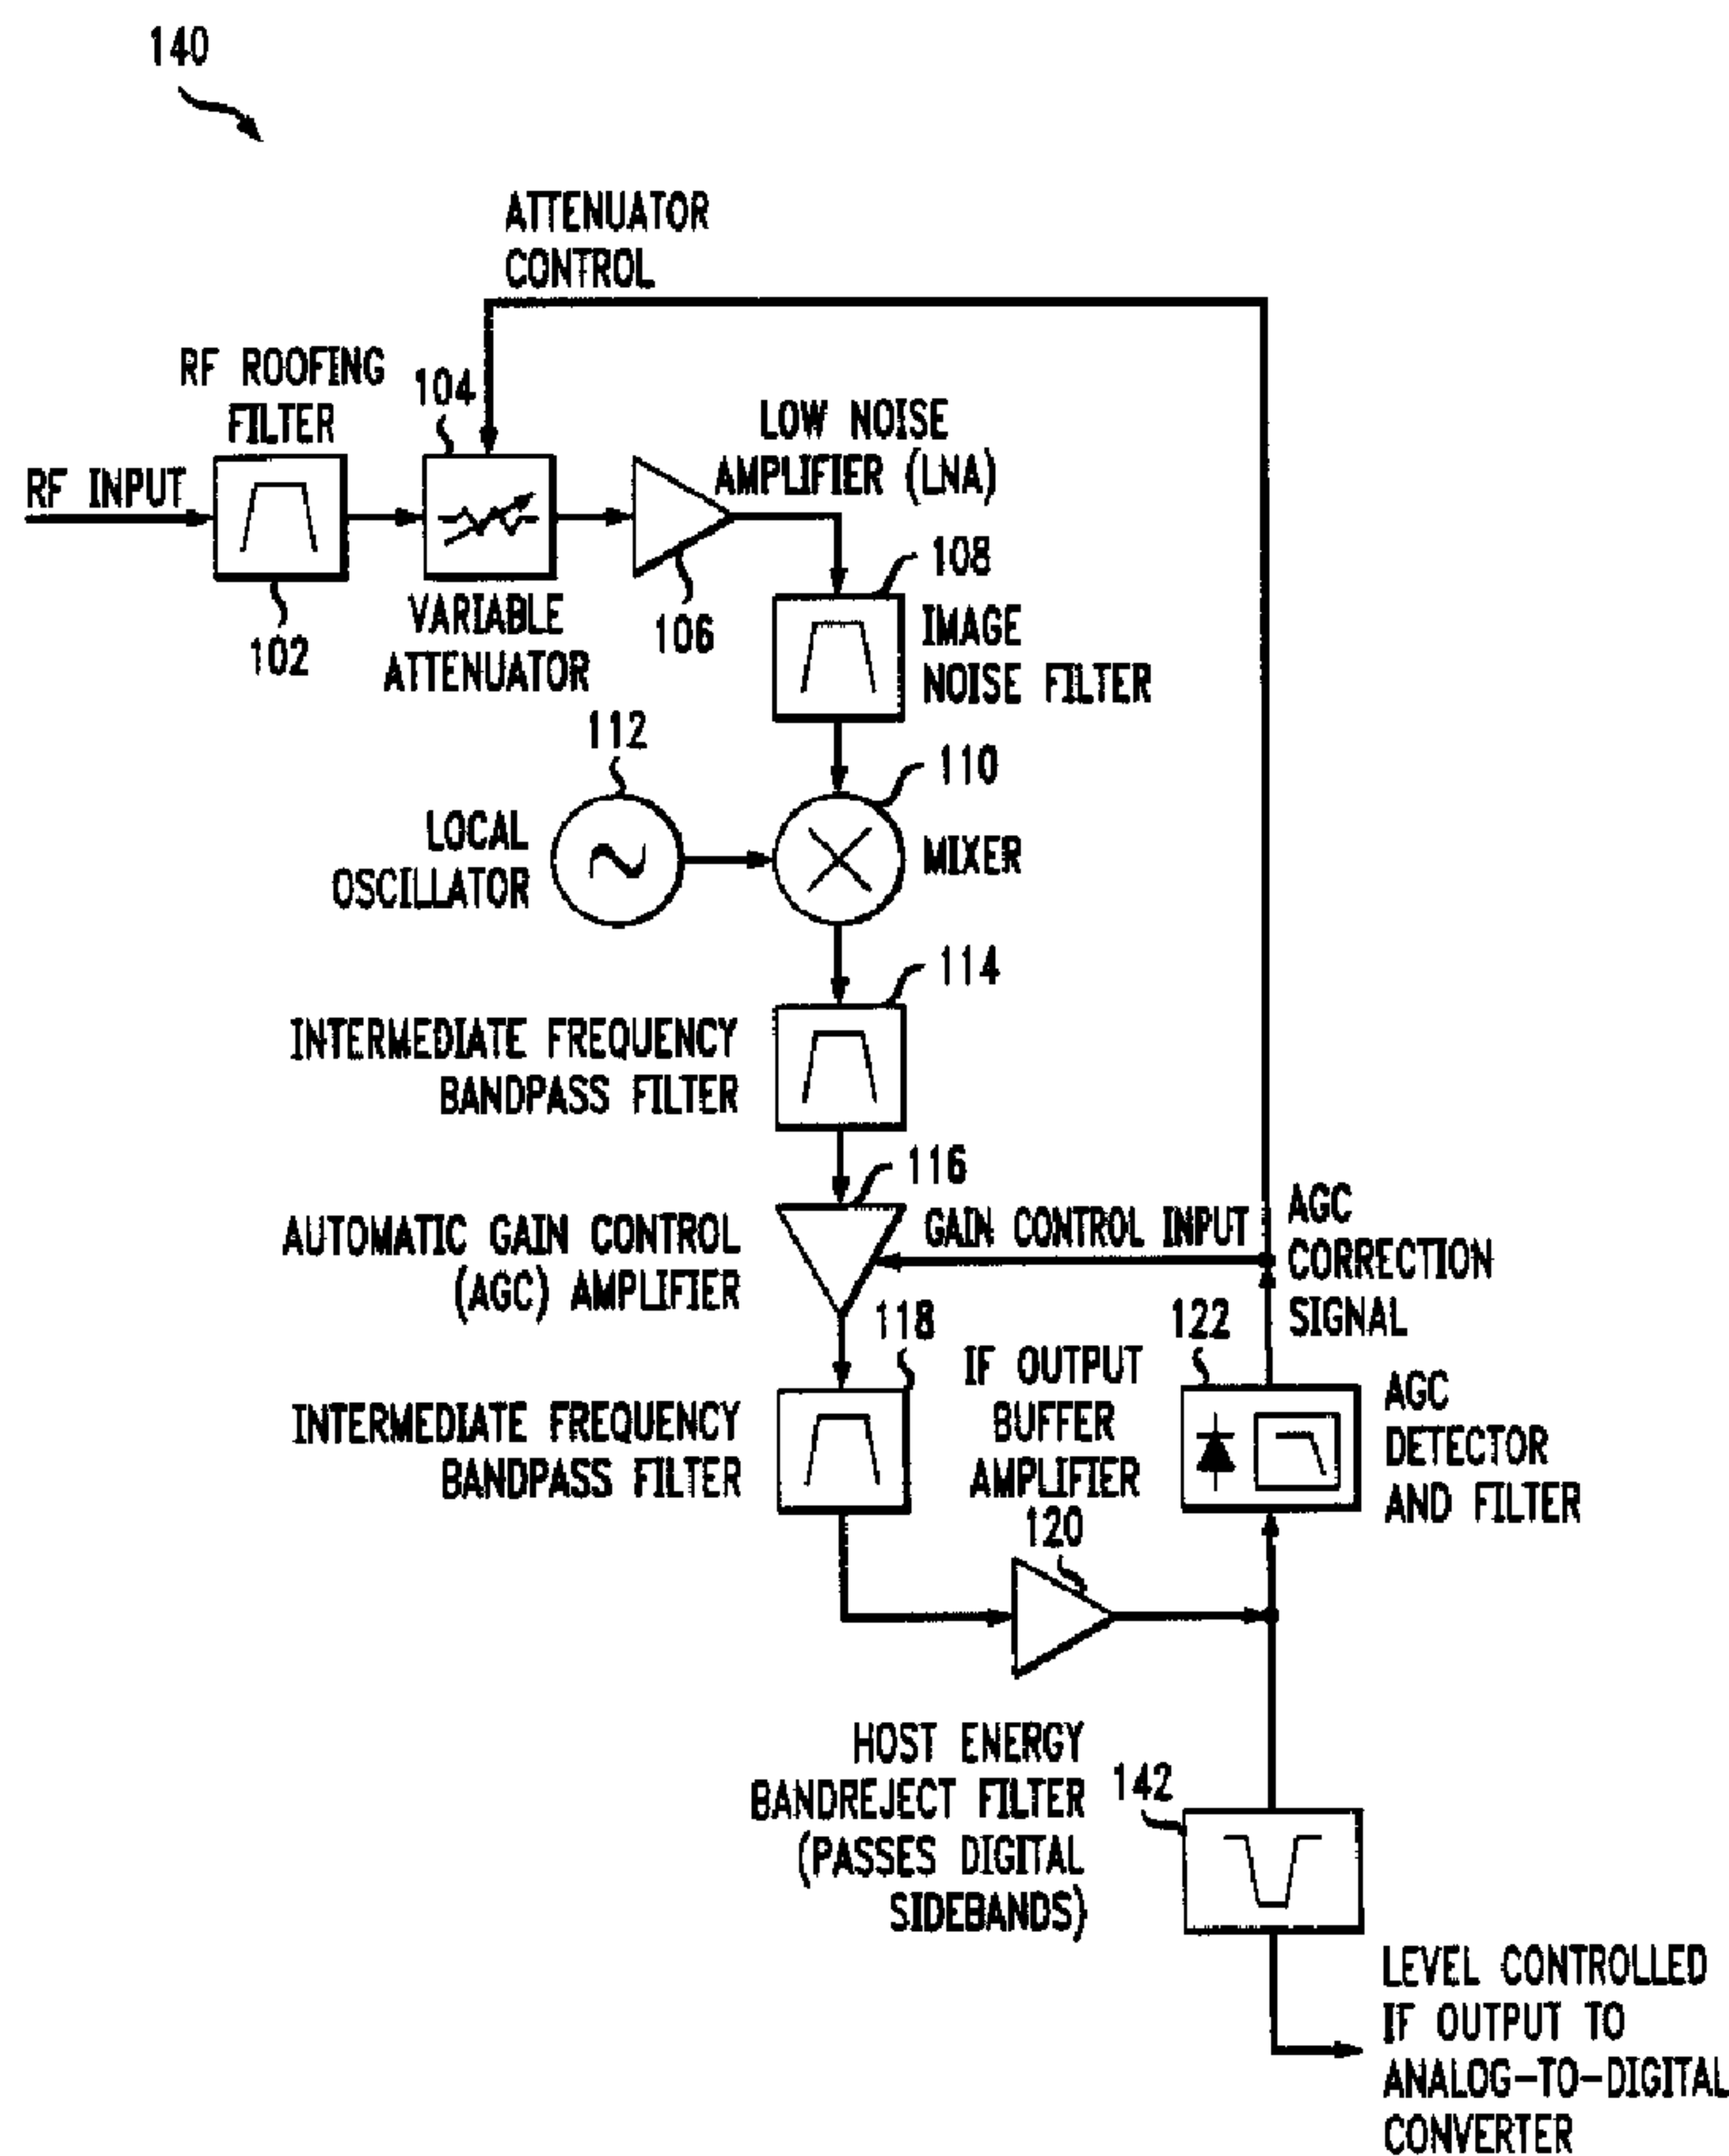 140
ATTENUATOR
CONTROL
RF ROOFING
FILTER
104
LOW NOISE
AMPLIFIER (LNA)
RF INPUT
102
VARIABLE
ATTENUATOR
106
108
IMAGE
NOISE FILTER
112
110
LOCAL
OSCILLATOR
MIXER
114
INTERMEDIATE FREQUENCY
BANDPASS FILTER
116
AUTOMATIC GAIN CONTROL
(AGC) AMPLIFIER
GAIN CONTROL INPUT
AGC
CORRECTION
SIGNAL
118
122
IF OUTPUT
BUFFER
AMPLIFIER
120
INTERMEDIATE FREQUENCY
BANDPASS FILTER
AGC
DETECTOR
AND FILTER
HOST ENERGY
BANDREJECT FILTER
(PASSES DIGITAL
SIDEBANDS)
142
LEVEL CONTROLLED
IF OUTPUT TO
ANALOG-TO-DIGITAL
CONVERTER